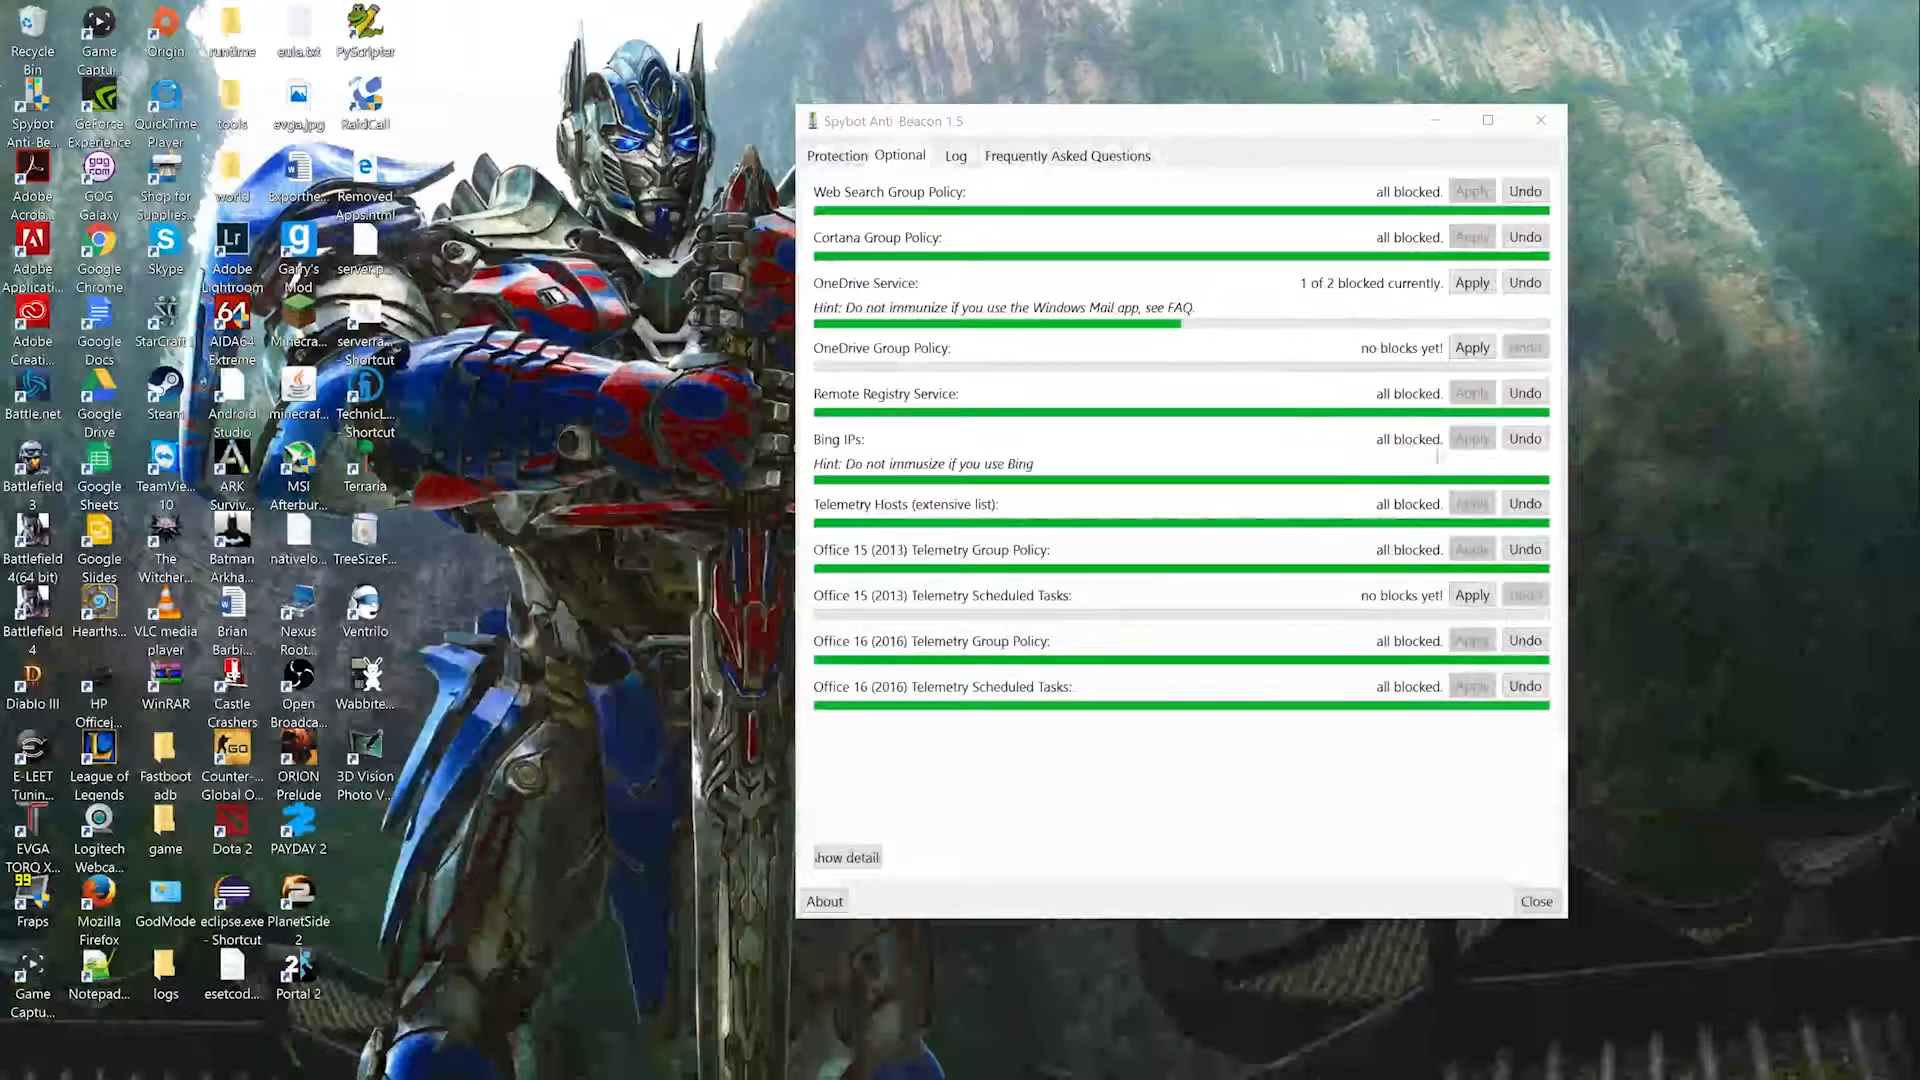 Recycle
Bin
Game
Captu...
Origin
runtime
eula.txt
PyScripter
Spybot
Anti-Be...
GeForce
Experience
QuickTime
Player
tools
evga.jpg
RaidCall
Adobe
Acrob...
GOG
Galaxy
Shop for
Supplies...
world
Exporthe...
Removed
Apps.html
Adobe
Applicati...
Google
Chrome
Skype
Adobe
Lightroom
Garry's
Mod
server.p...
Adobe
Creati...
Google
Docs
StarCraft II
64
AIDA64
Extreme
Minecra...
serverra...
- Shortcut
Battle.net
Google
Drive
Steam
Android
Studio
minecraf...
TechnicL...
- Shortcut
Battlefield
3
Google
Sheets
TeamVie...
10
ARK
Surviv...
MSI
Afterbur...
Terraria
Battlefield
4(64 bit)
Google
Slides
The
Witcher...
Batman
Arkha...
nativelo...
TreeSizeF...
Battlefield
4
Hearths...
VLC media
player
Brian
Barbi...
Nexus
Root...
Ventrilo
Diablo III
HP
Officej...
WinRAR
Castle
Crashers
Open
Broadca...
Wabbite...
E-LEET
Tunin...
League of
Legends
Fastboot
adb
Counter-...
Global O...
ORION
Prelude
3D Vision
Photo V...
EVGA
TORQ X...
Logitech
Webca...
game
Dota 2
PAYDAY 2
99
Fraps
Mozilla
Firefox
GodMode
eclipse.exe
- Shortcut
PlanetSide
2
Game
Captu...
Notepad...
logs
esetcod...
Portal 2
Spybot Anti-Beacon 1.5
Protection Optional Log Frequently Asked Questions
Web Search Group Policy: all blocked. Apply Undo
Cortana Group Policy: all blocked. Apply Undo
OneDrive Service: 1 of 2 blocked currently. Apply Undo
Hint: Do not immunize if you use the Windows Mail app, see FAQ.
OneDrive Group Policy: no blocks yet! Apply Undo
Remote Registry Service: all blocked. Apply Undo
Bing IPs: all blocked. Apply Undo
Hint: Do not immusize if you use Bing
Telemetry Hosts (extensive list): all blocked. Apply Undo
Office 15 (2013) Telemetry Group Policy: all blocked. Apply Undo
Office 15 (2013) Telemetry Scheduled Tasks: no blocks yet! Apply Undo
Office 16 (2016) Telemetry Group Policy: all blocked. Apply Undo
Office 16 (2016) Telemetry Scheduled Tasks: all blocked. Apply Undo
how detail
About Close